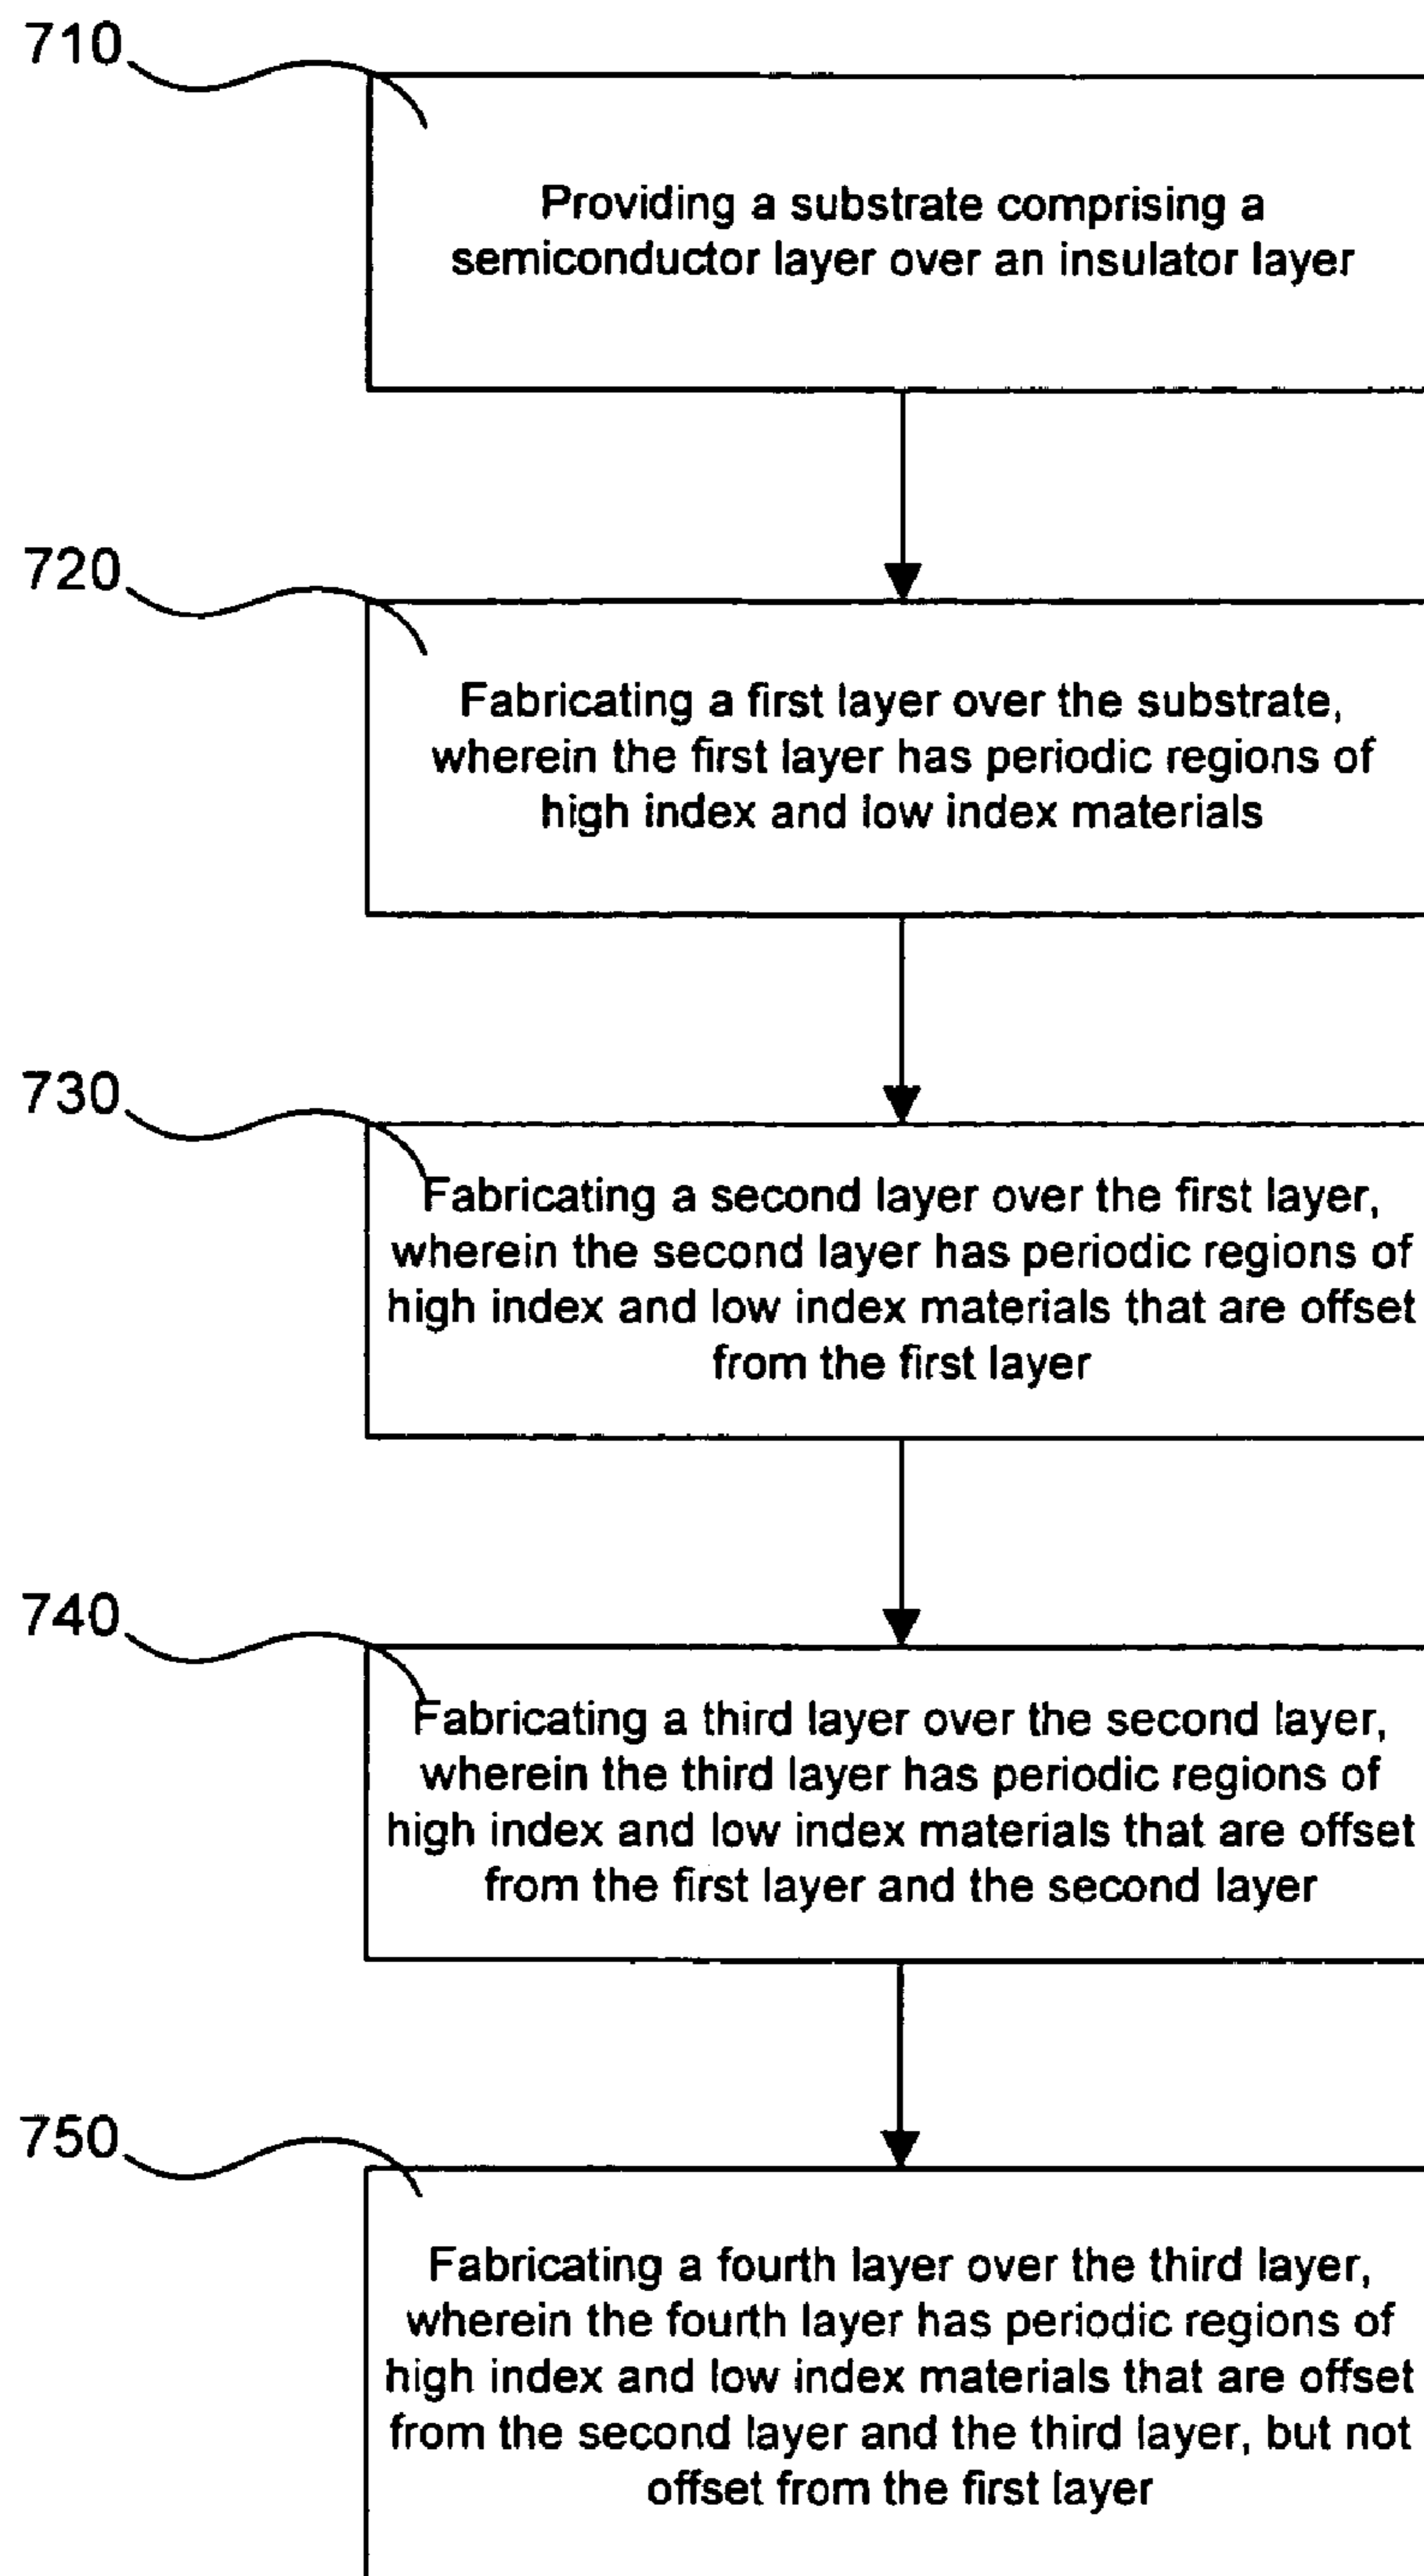 710
Providing a substrate comprising a
semiconductor layer over an insulator layer
720
Fabricating a first layer over the substrate,
wherein the first layer has periodic regions of
high index and low index materials
730
Fabricating a second layer over the first layer,
wherein the second layer has periodic regions of
high index and low index materials that are offset
from the first layer
740
Fabricating a third layer over the second layer,
wherein the third layer has periodic regions of
high index and low index materials that are offset
from the first layer and the second layer
750
Fabricating a fourth layer over the third layer,
wherein the fourth layer has periodic regions of
high index and low index materials that are offset
from the second layer and the third layer, but not
offset from the first layer